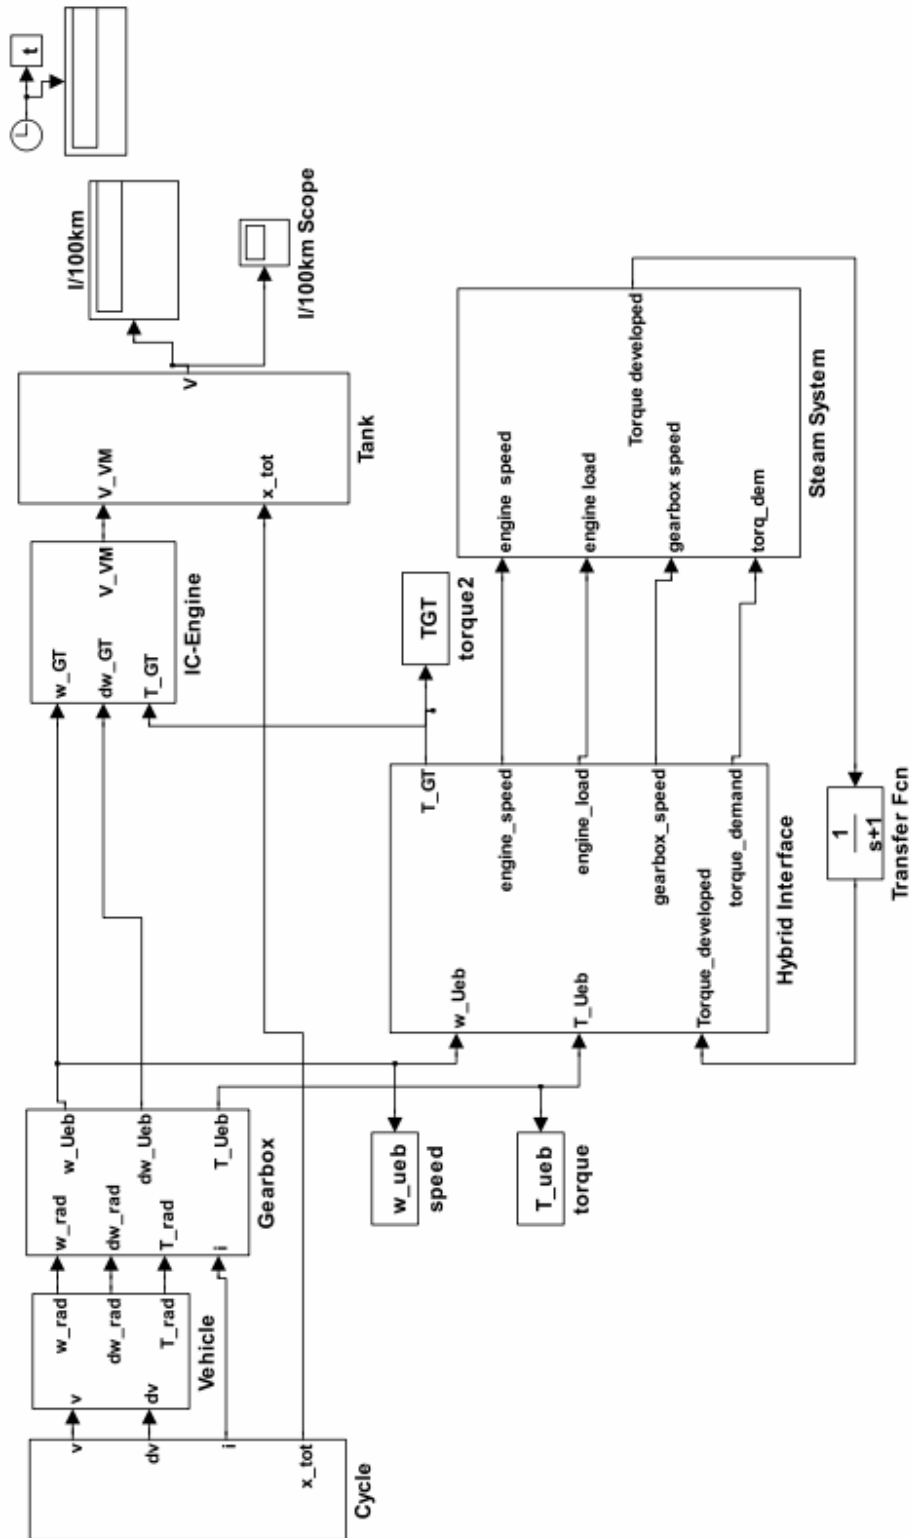 Cycle
v
dv
i
x_tot
Vehicle
v
dv
w_rad
dw_rad
T_rad
Gearbox
w_rad
dw_rad
T_rad
i
w_Ueb
dw_Ueb
T_Ueb
w_ueb
speed
T_ueb
torque
IC-Engine
w_GT
dw_GT
T_GT
V_VM
Tank
V_VM
x_tot
V
l/100km
l/100km Scope
t
Hybrid Interface
w_Ueb
T_Ueb
Torque_developed
T_GT
engine_speed
engine_load
gearbox_speed
torque_demand
TGT
torque2
Steam System
engine speed
engine load
gearbox speed
torq_dem
Torque developed
1
s+1
Transfer Fcn